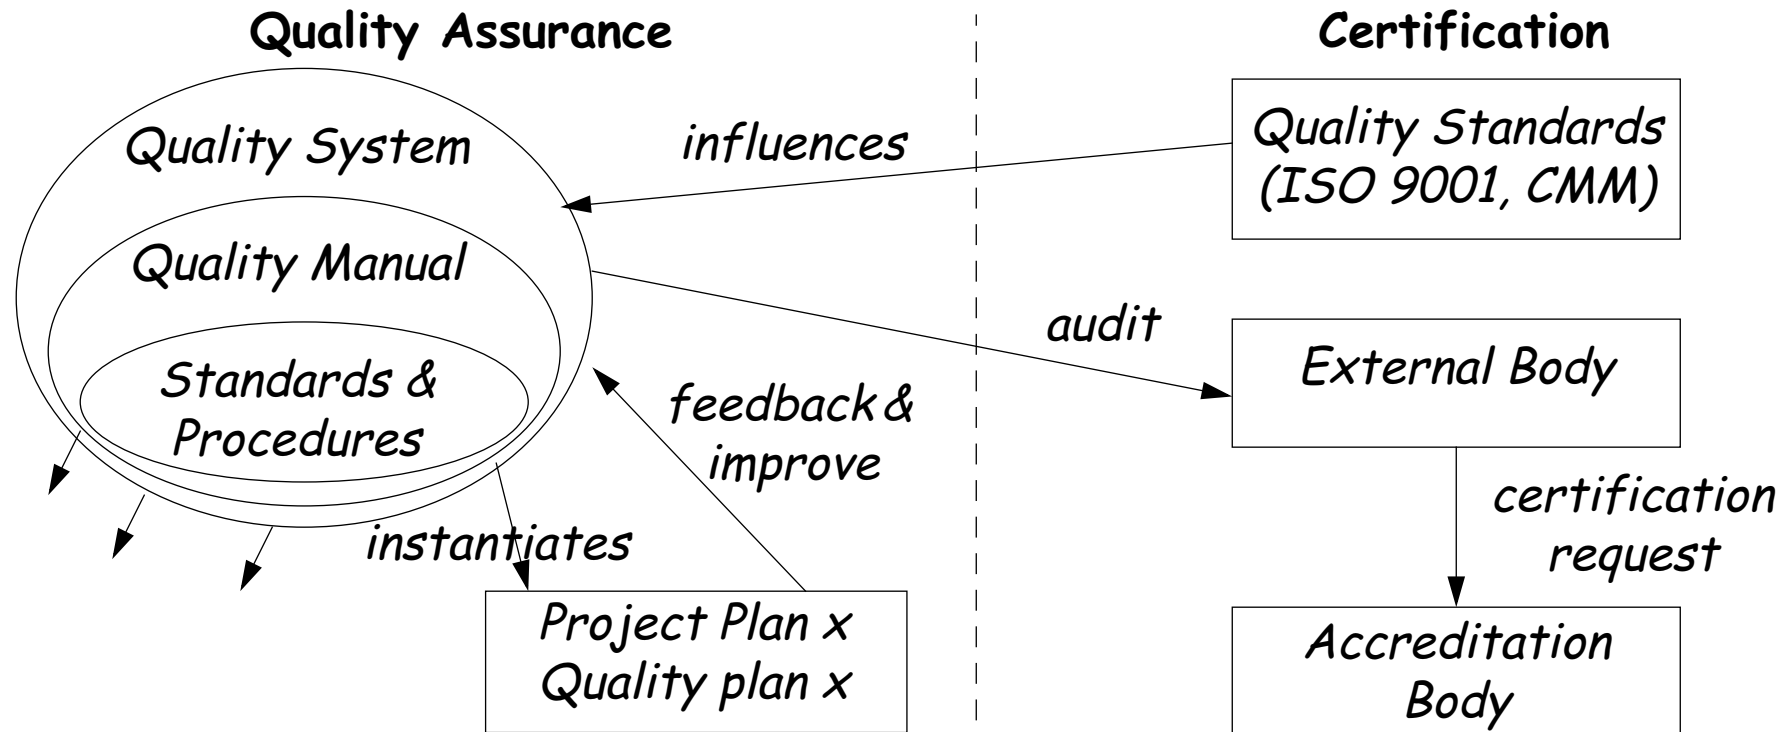 Quality Assurance
Certification
Quality System
influences
Quality Standards
(ISO 9001, CMM)
Quality Manual
audit
External Body
Standards &
Procedures
feedback &
improve
certification
request
instantiates
Project Plan x
Quality plan x
Accreditation
Body